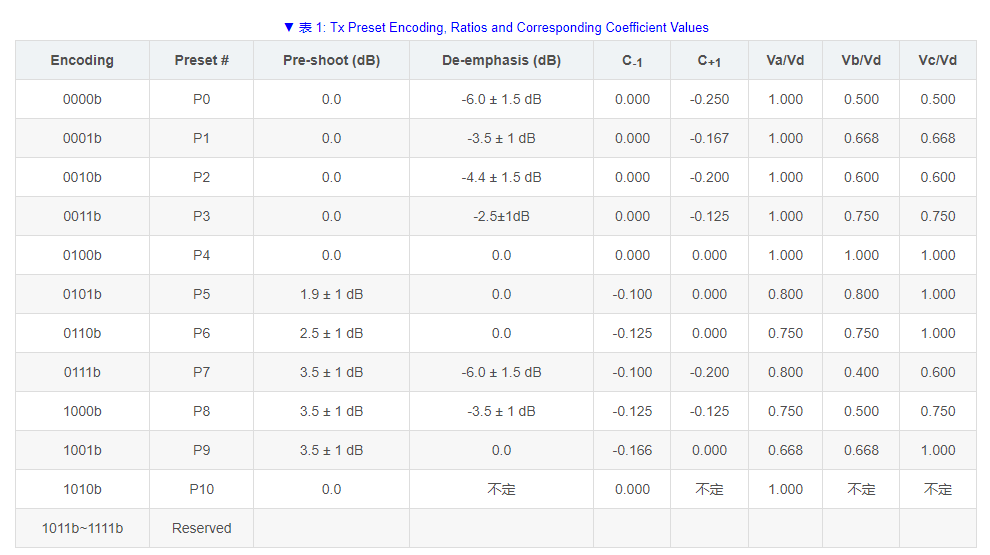 ▼ 表 1: Tx Preset Encoding, Ratios and Corresponding Coefficient Values
Encoding Preset # Pre-shoot (dB) De-emphasis (dB) C-1 C+1 Va/Vd Vb/Vd Vc/Vd
0000b P0 0.0 -6.0 ± 1.5 dB 0.000 -0.250 1.000 0.500 0.500
0001b P1 0.0 -3.5 ± 1 dB 0.000 -0.167 1.000 0.668 0.668
0010b P2 0.0 -4.4 ± 1.5 dB 0.000 -0.200 1.000 0.600 0.600
0011b P3 0.0 -2.5±1dB 0.000 -0.125 1.000 0.750 0.750
0100b P4 0.0 0.0 0.000 0.000 1.000 1.000 1.000
0101b P5 1.9 ± 1 dB 0.0 -0.100 0.000 0.800 0.800 1.000
0110b P6 2.5 ± 1 dB 0.0 -0.125 0.000 0.750 0.750 1.000
0111b P7 3.5 ± 1 dB -6.0 ± 1.5 dB -0.100 -0.200 0.800 0.400 0.600
1000b P8 3.5 ± 1 dB -3.5 ± 1 dB -0.125 -0.125 0.750 0.500 0.750
1001b P9 3.5 ± 1 dB 0.0 -0.166 0.000 0.668 0.668 1.000
1010b P10 0.0 不定 0.000 不定 1.000 不定 不定
1011b~1111b Reserved